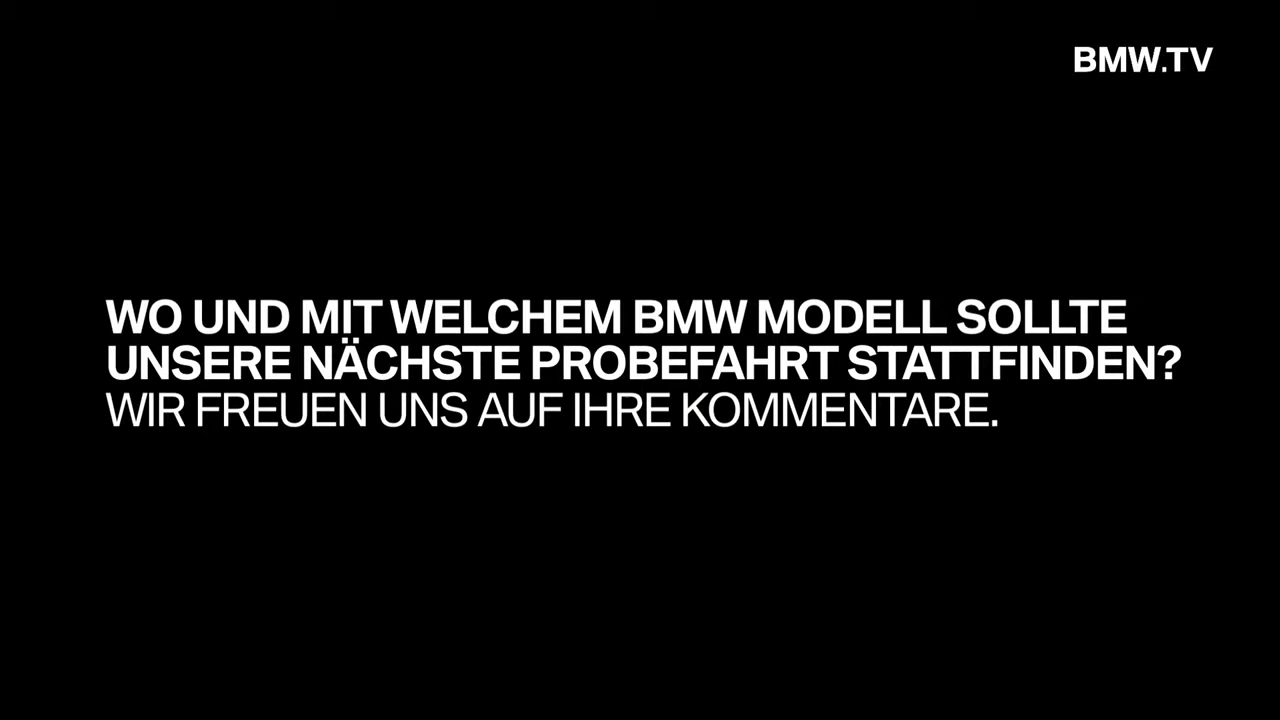 BMW.TV
WO UND MIT WELCHEM BMW MODELL SOLLTE
UNSERE NÄCHSTE PROBEFAHRT STATTFINDEN?
WIR FREUEN UNS AUF IHRE KOMMENTARE.